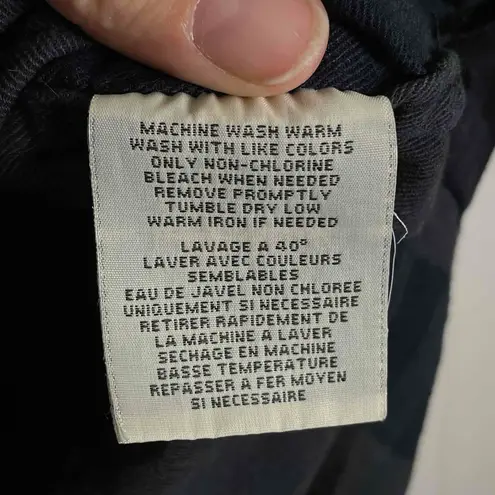 MACHINE WASH WARM
WASH WITH LIKE COLORS
ONLY NON-CHLORINE
BLEACH WHEN NEEDED
REMOVE PROMPTLY
TUMBLE DRY LOW
WARM IRON IF NEEDED
LAVAGE A 40°
LAVER AVEC COULEURS
SEMBLABLES
EAU DE JAVEL NON CHLOREE
UNIQUEMENT SI NECESSAIRE
RETIRER RAPIDEMENT DE
LA MACHINE A LAVER
SECHAGE EN MACHINE
BASSE TEMPERATURE
REPASSER A FER MOYEN
SI NECESSAIRE